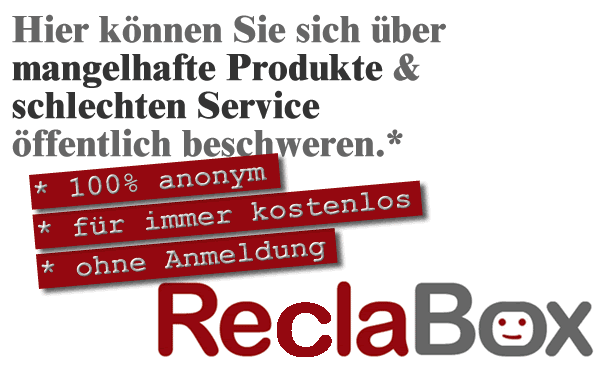 Hier können Sie sich über
mangelhafte Produkte &
schlechten Service
öffentlich beschweren.*
* 100% anonym
* für immer kostenlos
* ohne Anmeldung
ReclaBox